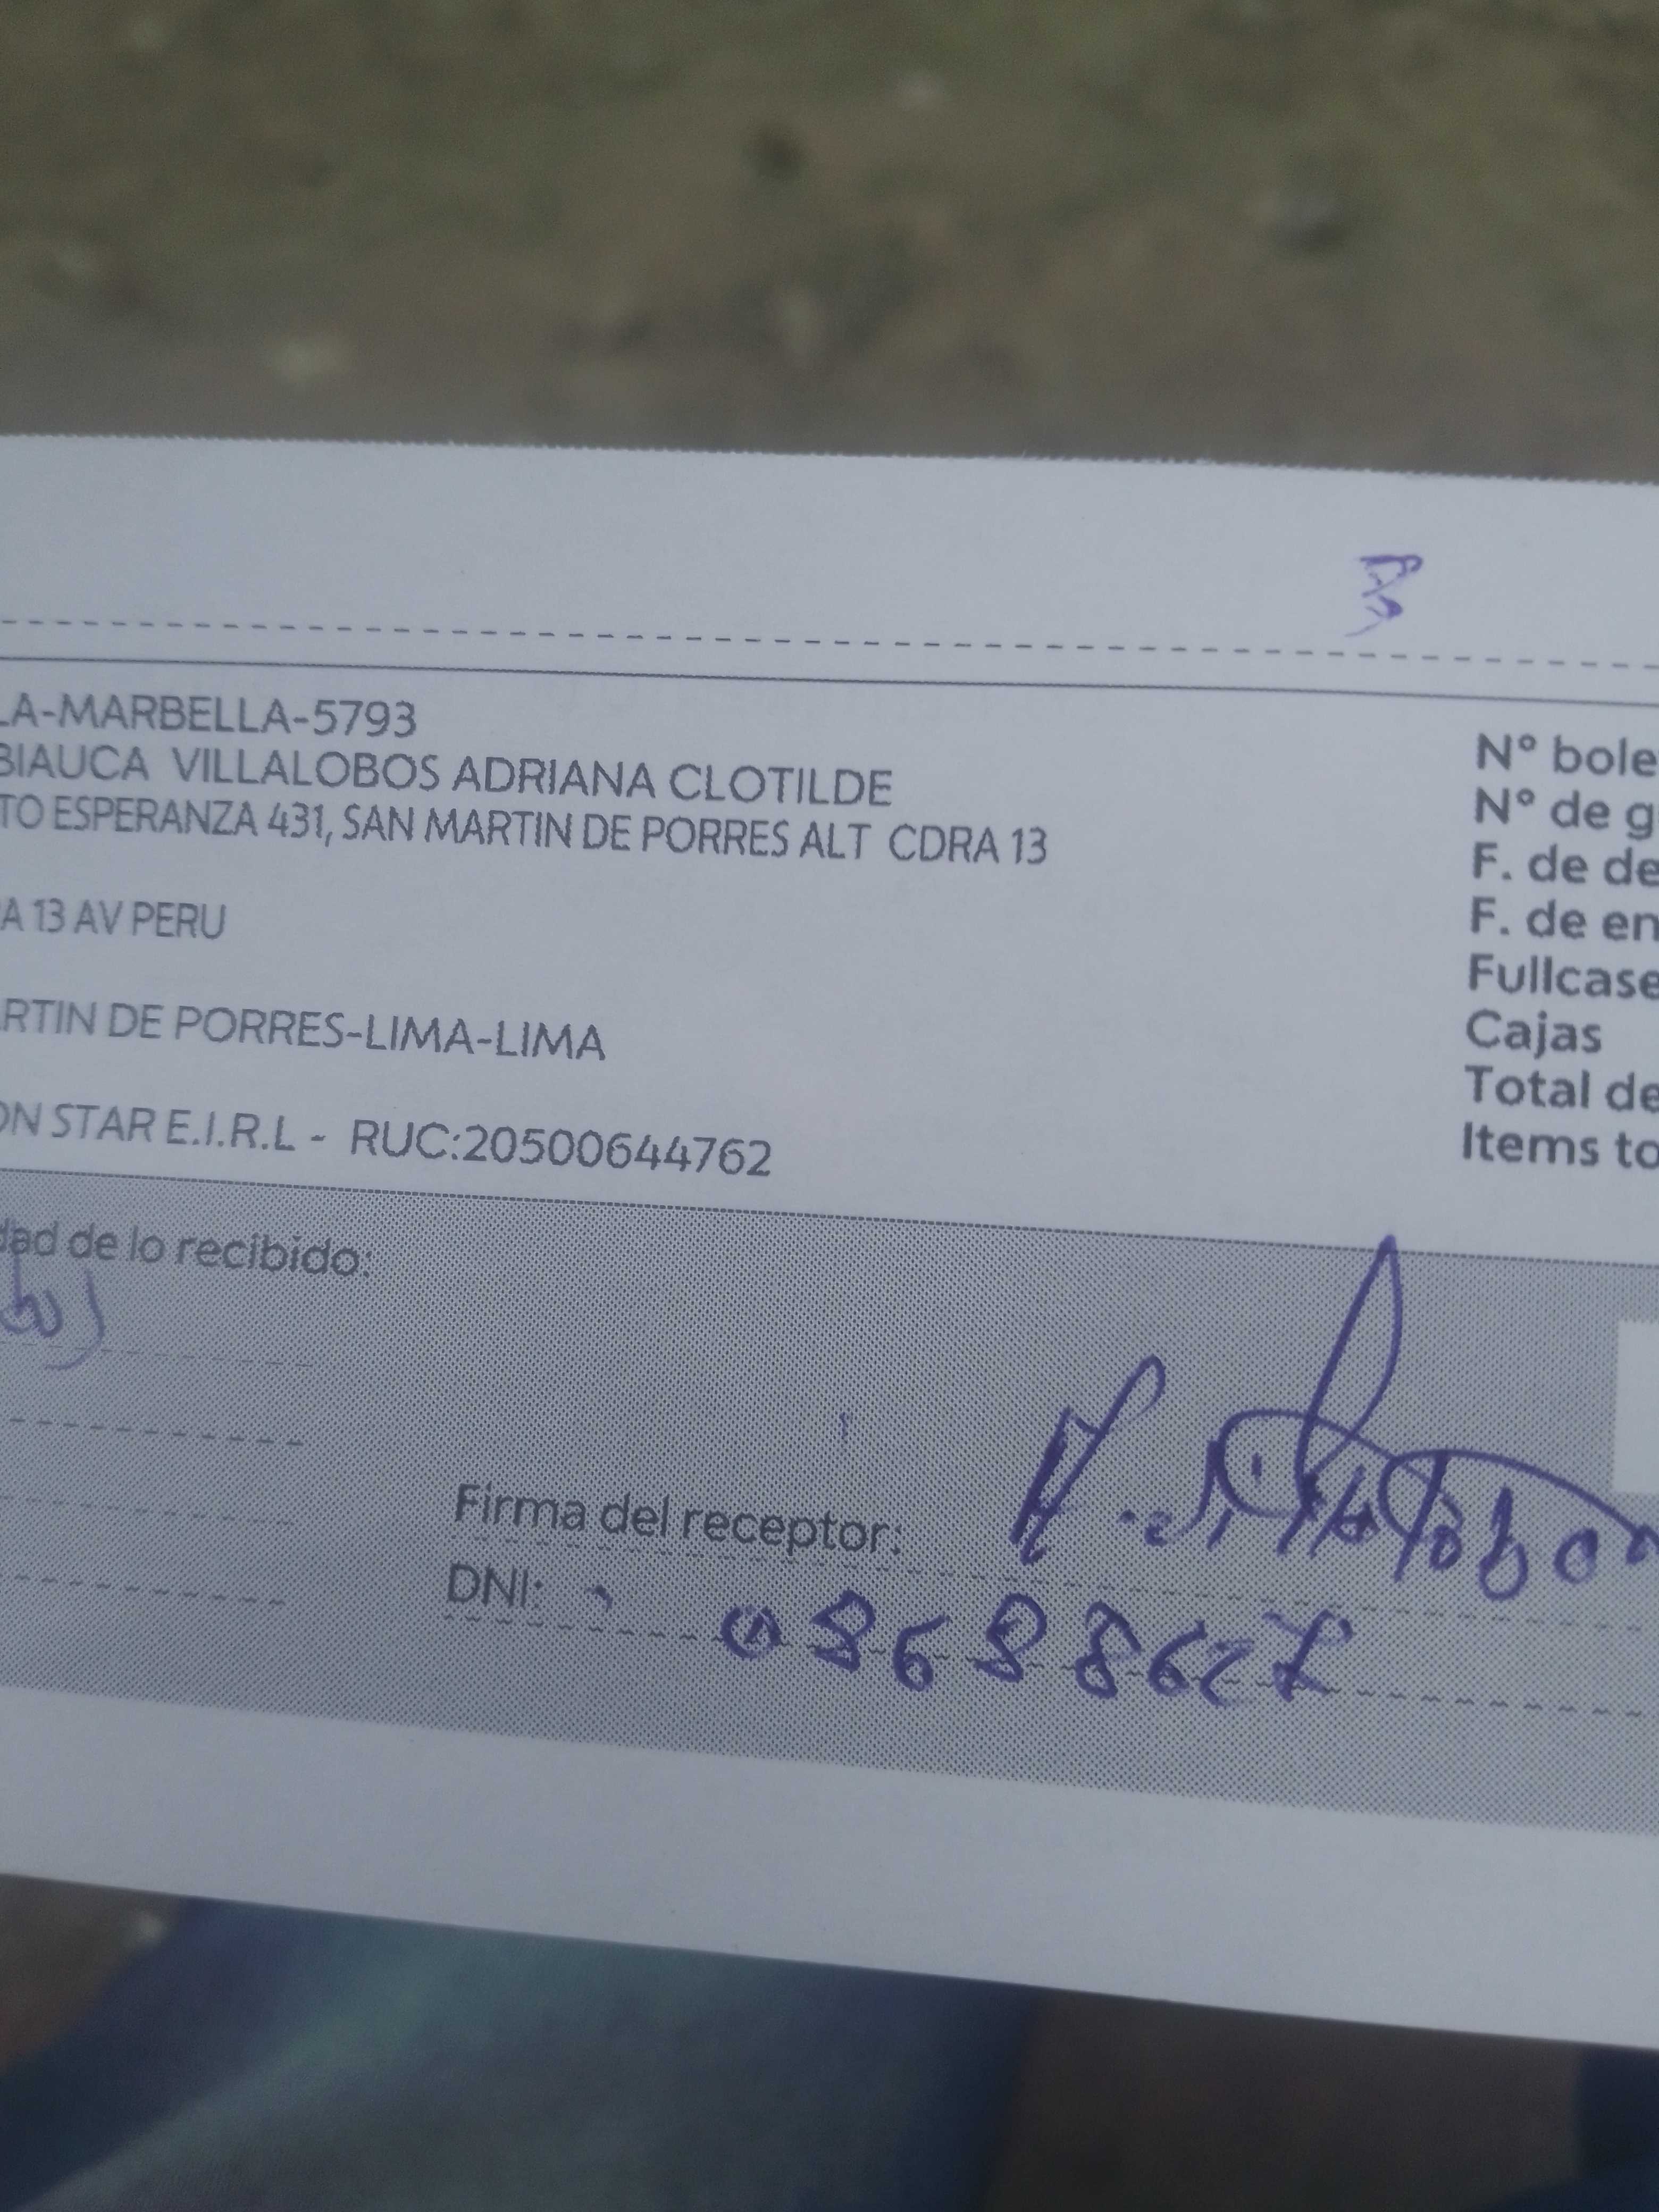 LA-MARBELLA-5793
BIAUCA VILLALOBOS ADRIANA CLOTILDE
TO ESPERANZA 431, SAN MARTIN DE PORRES ALT CDRA 13
A 13 AV PERU
RTIN DE PORRES-LIMA-LIMA
ON STAR E.I.R.L - RUC:20500644762
N° bole
N° de g
F. de de
F. de en
Fullcase
Cajas
Total de
Items to
dad de lo recibido:
Firma del receptor:
DNI: 08688627